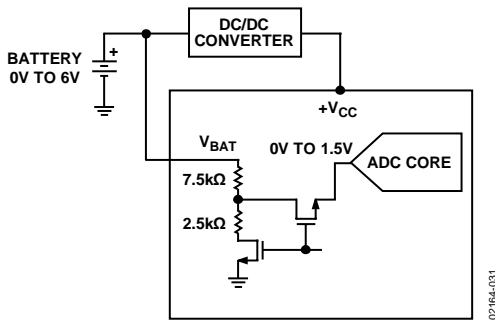 DC/DC
CONVERTER
BATTERY
0V TO 6V
+
+VCC
VBAT
0V TO 1.5V
ADC CORE
7.5kΩ
2.5kΩ
02164-031